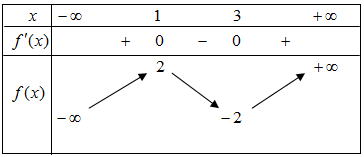 x −∞ 1 3 +∞
f'(x) + 0 − 0 +
2 +∞
f(x)
−∞ −2